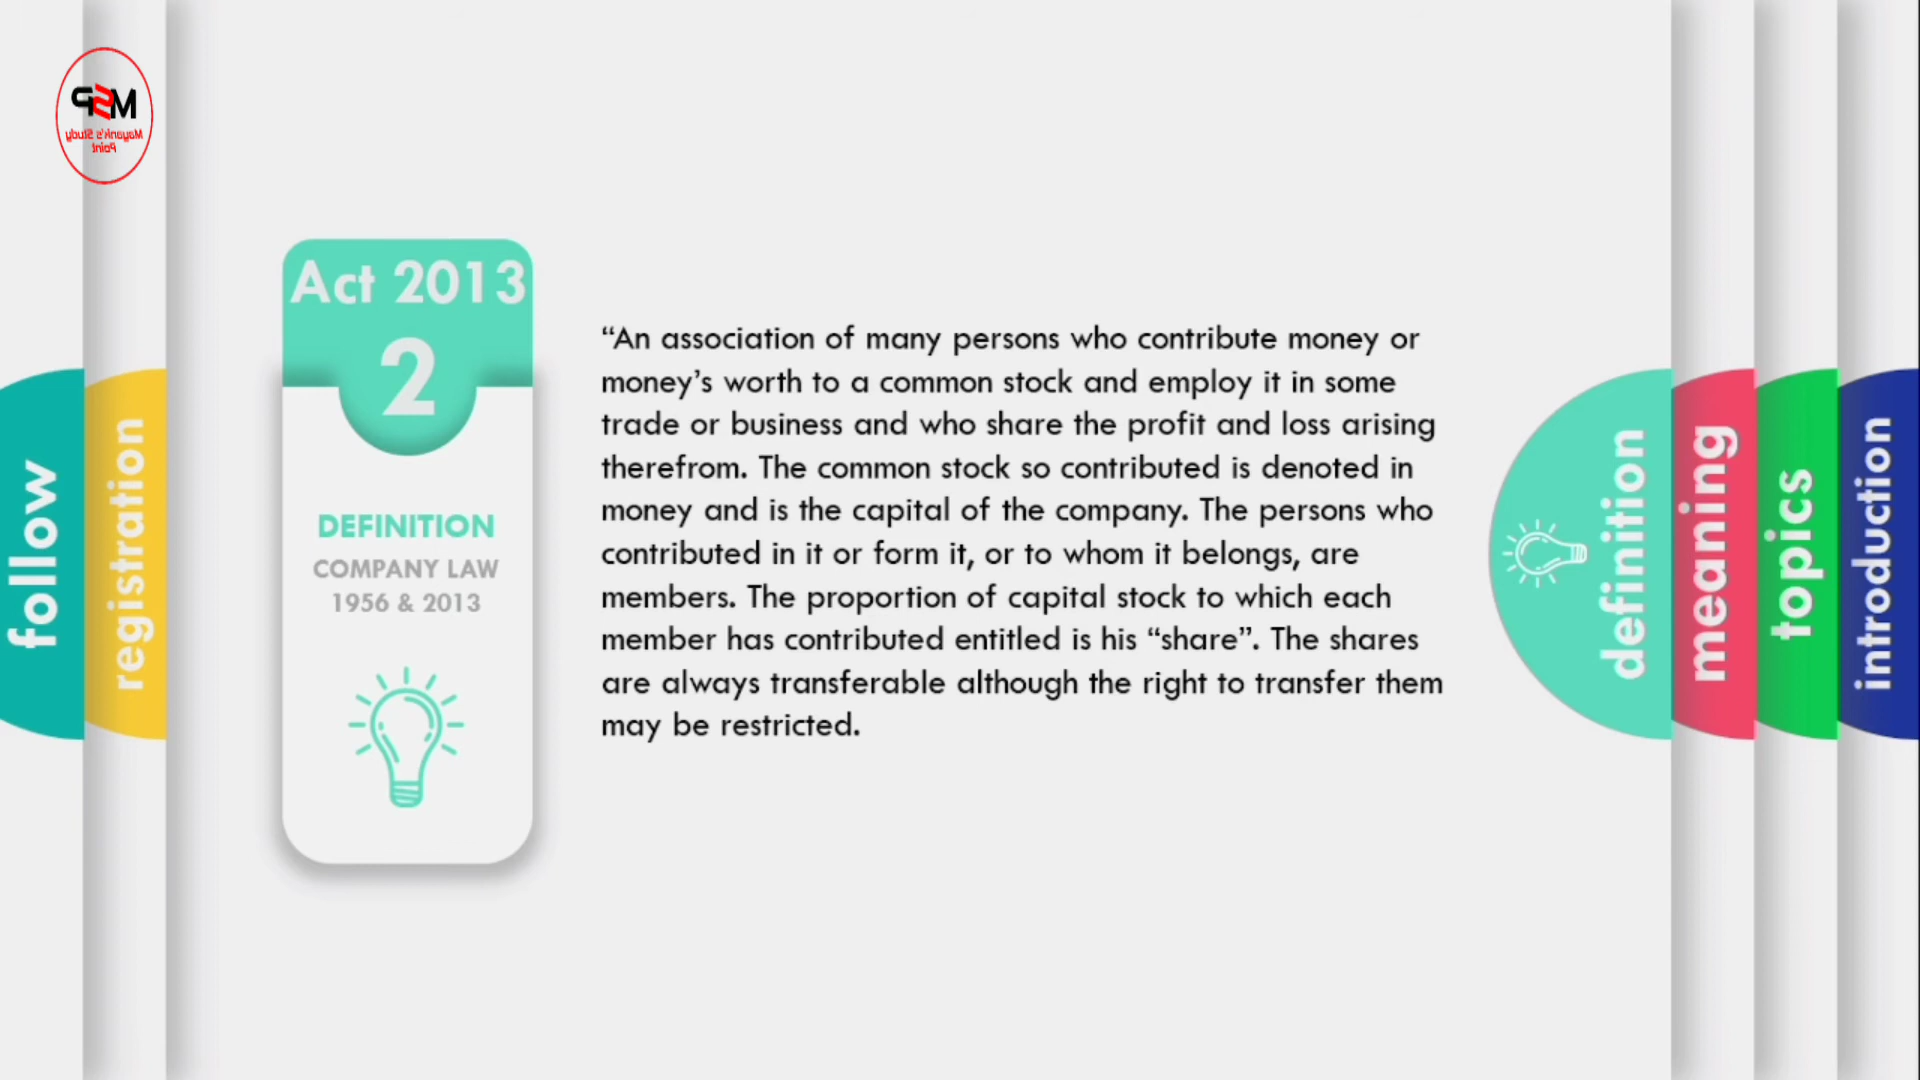 MSP
Mayank's Study
Point
follow
registration
Act 2013
2
DEFINITION
COMPANY LAW
1956 & 2013
“An association of many persons who contribute money or
money’s worth to a common stock and employ it in some
trade or business and who share the profit and loss arising
therefrom. The common stock so contributed is denoted in
money and is the capital of the company. The persons who
contributed in it or form it, or to whom it belongs, are
members. The proportion of capital stock to which each
member has contributed entitled is his “share”. The shares
are always transferable although the right to transfer them
may be restricted.
definition
meaning
topics
introduction